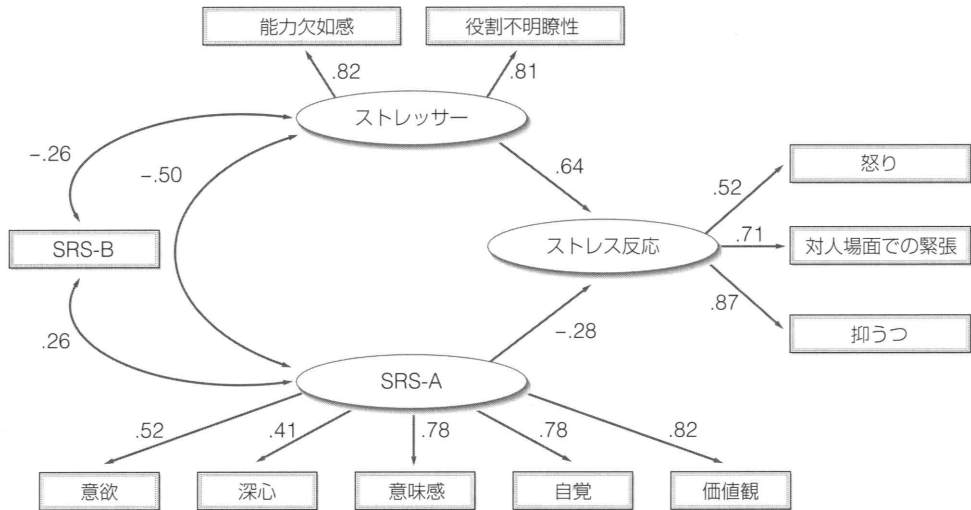 能力欠如感
役割不明瞭性
.82
.81
ストレッサー
-.26
-.50
.64
怒り
.52
SRS-B
ストレス反応
.71
対人場面での緊張
.87
.26
-.28
抑うつ
SRS-A
.52
.41
.78
.78
.82
意欲
深心
意味感
自覚
価値観